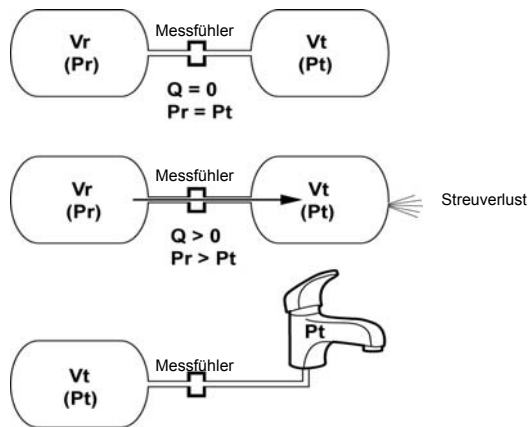 Messfühler
Vr
(Pr)
Vt
(Pt)
Q = 0
Pr = Pt
Messfühler
Vr
(Pr)
Vt
(Pt)
Streuverlust
Q > 0
Pr > Pt
Pt
Messfühler
Vt
(Pt)